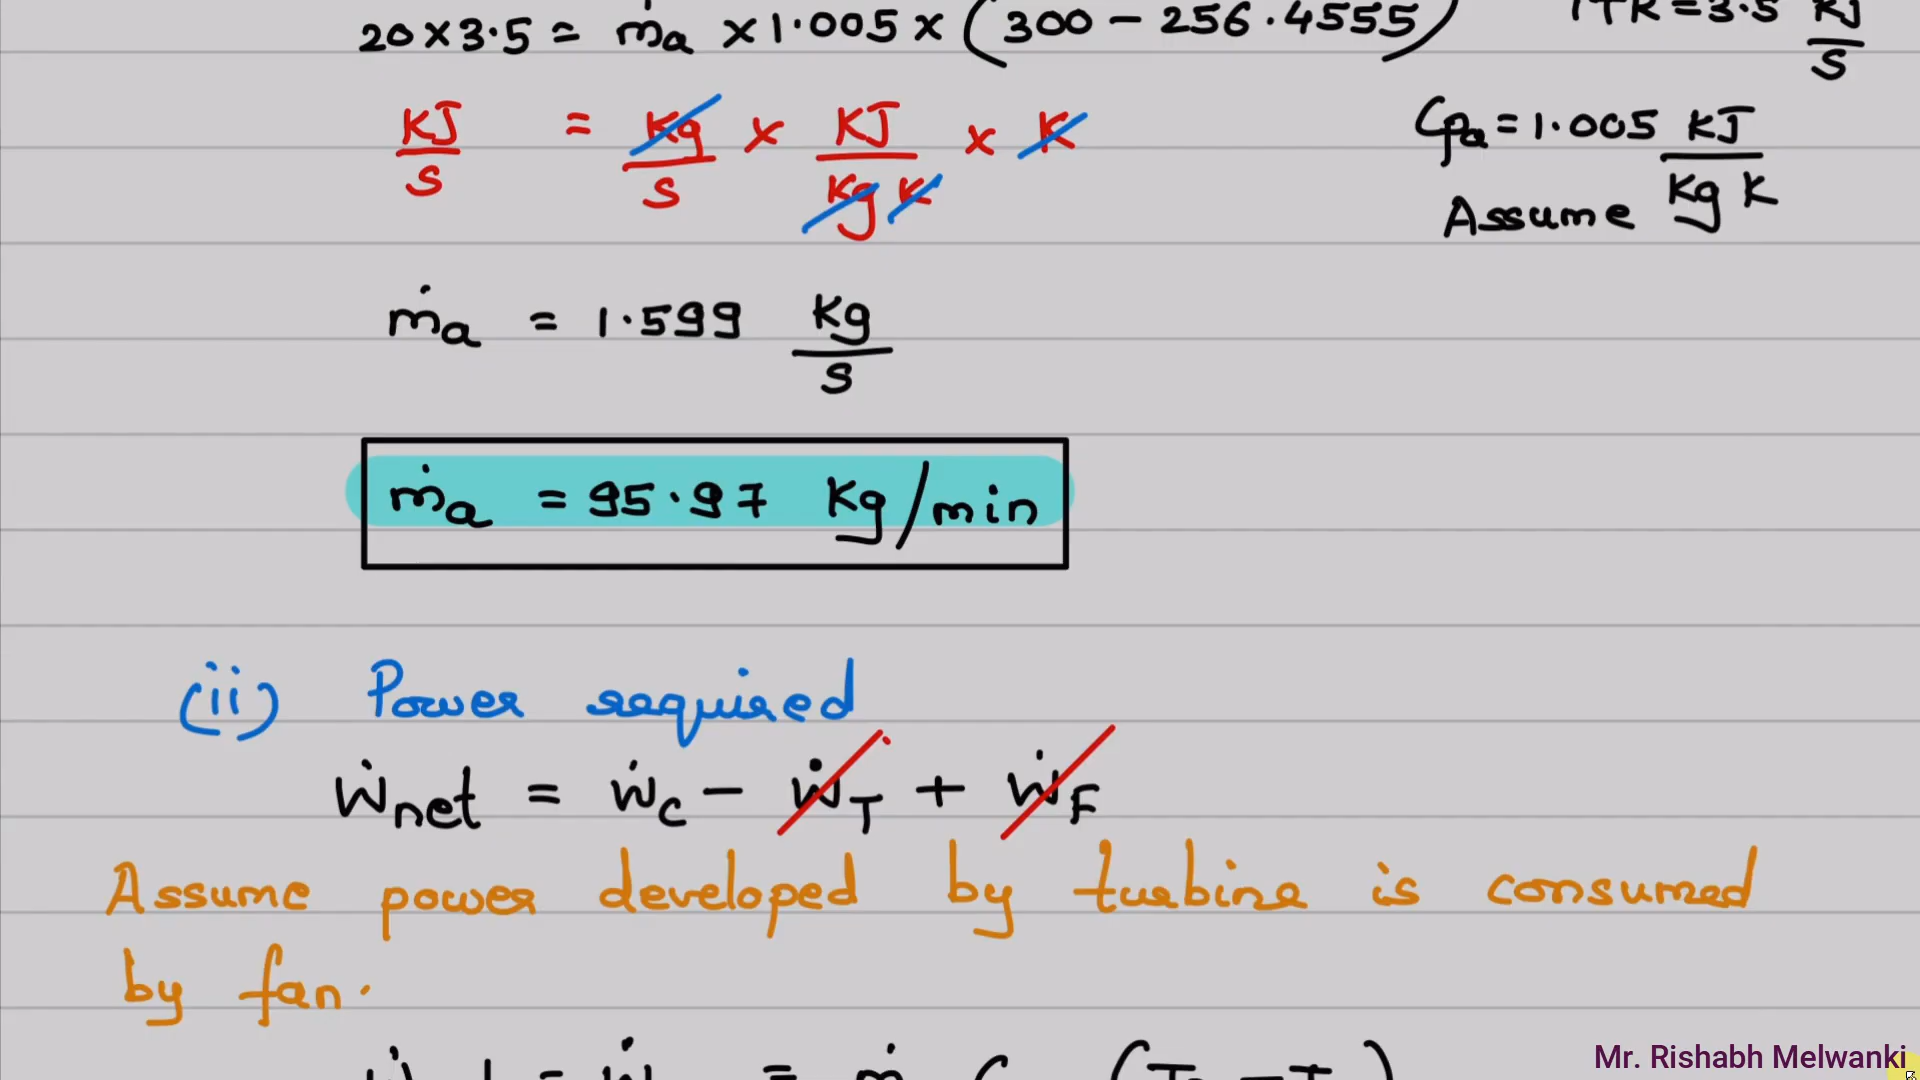 20×3.5 = ṁa ×1.005× (300 − 256.4555)
1TR = 3.5 KJ/S
KJ/S = Kg/S × KJ/Kg K × K
Cpa = 1.005 KJ/Kg K
Assume
ṁa = 1.599 Kg/S
ṁa = 95.97 Kg/min
(ii) Power required
Ẇnet = ẇc − ẇT + ẇF
Assume power developed by turbine is consumed
by fan.
Mr. Rishabh Melwanki